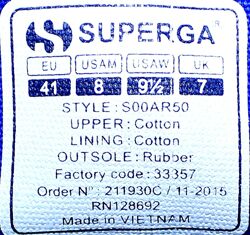 SUPERGA®
EU USAM USAW UK
41 8 9½ 7
STYLE: S00AR50
UPPER: Cotton
LINING: Cotton
OUTSOLE: Rubber
Factory code: 33357
Order N°: 211930C / 11-2015
RN128692
Made in VIETNAM